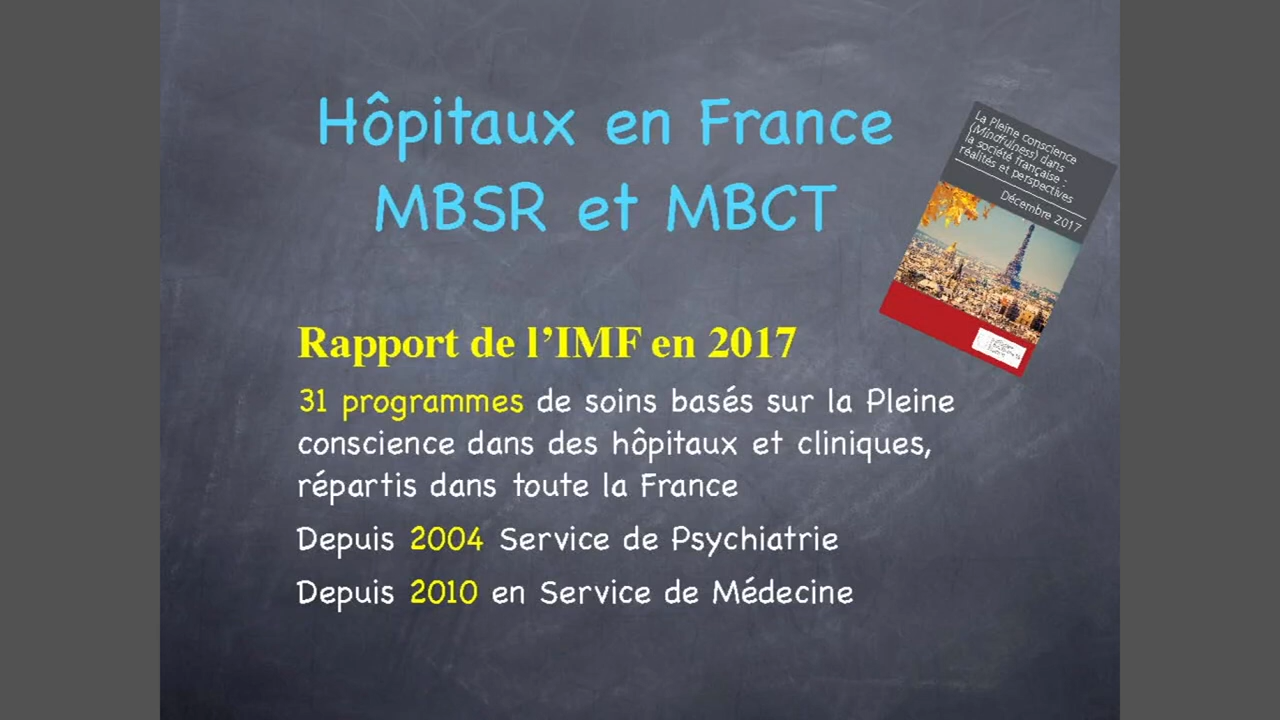 Hôpitaux en France
MBSR et MBCT
La Pleine conscience
(Mindfulness) dans
la société française :
réalités et perspectives
Décembre 2017
Rapport de l’IMF en 2017
31 programmes de soins basés sur la Pleine
conscience dans des hôpitaux et cliniques,
répartis dans toute la France
Depuis 2004 Service de Psychiatrie
Depuis 2010 en Service de Médecine